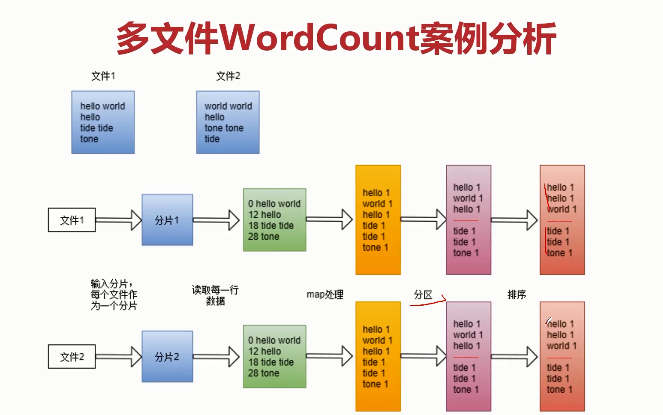 多文件WordCount案例分析
文件1
文件2
hello world
hello
tide tide
tone
world world
hello
tone tone
tide
文件1
分片1
0 hello world
12 hello
18 tide tide
28 tone
hello 1
world 1
hello 1
tide 1
tide 1
tone 1
hello 1
world 1
hello 1
--------
tide 1
tide 1
tone 1
hello 1
hello 1
world 1
--------
tide 1
tide 1
tone 1
输入分片，
每个文件作
为一个分片
读取每一行
数据
map处理
分区
排序
文件2
分片2
0 hello world
12 hello
18 tide tide
28 tone
hello 1
world 1
hello 1
tide 1
tide 1
tone 1
hello 1
world 1
hello 1
--------
tide 1
tide 1
tone 1
hello 1
hello 1
world 1
--------
tide 1
tide 1
tone 1